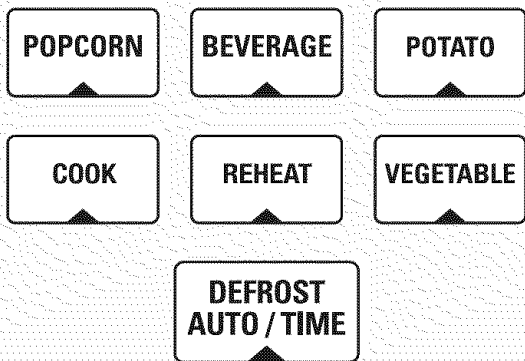 POPCORN BEVERAGE POTATO
COOK REHEAT VEGETABLE
DEFROST
AUTO / TIME